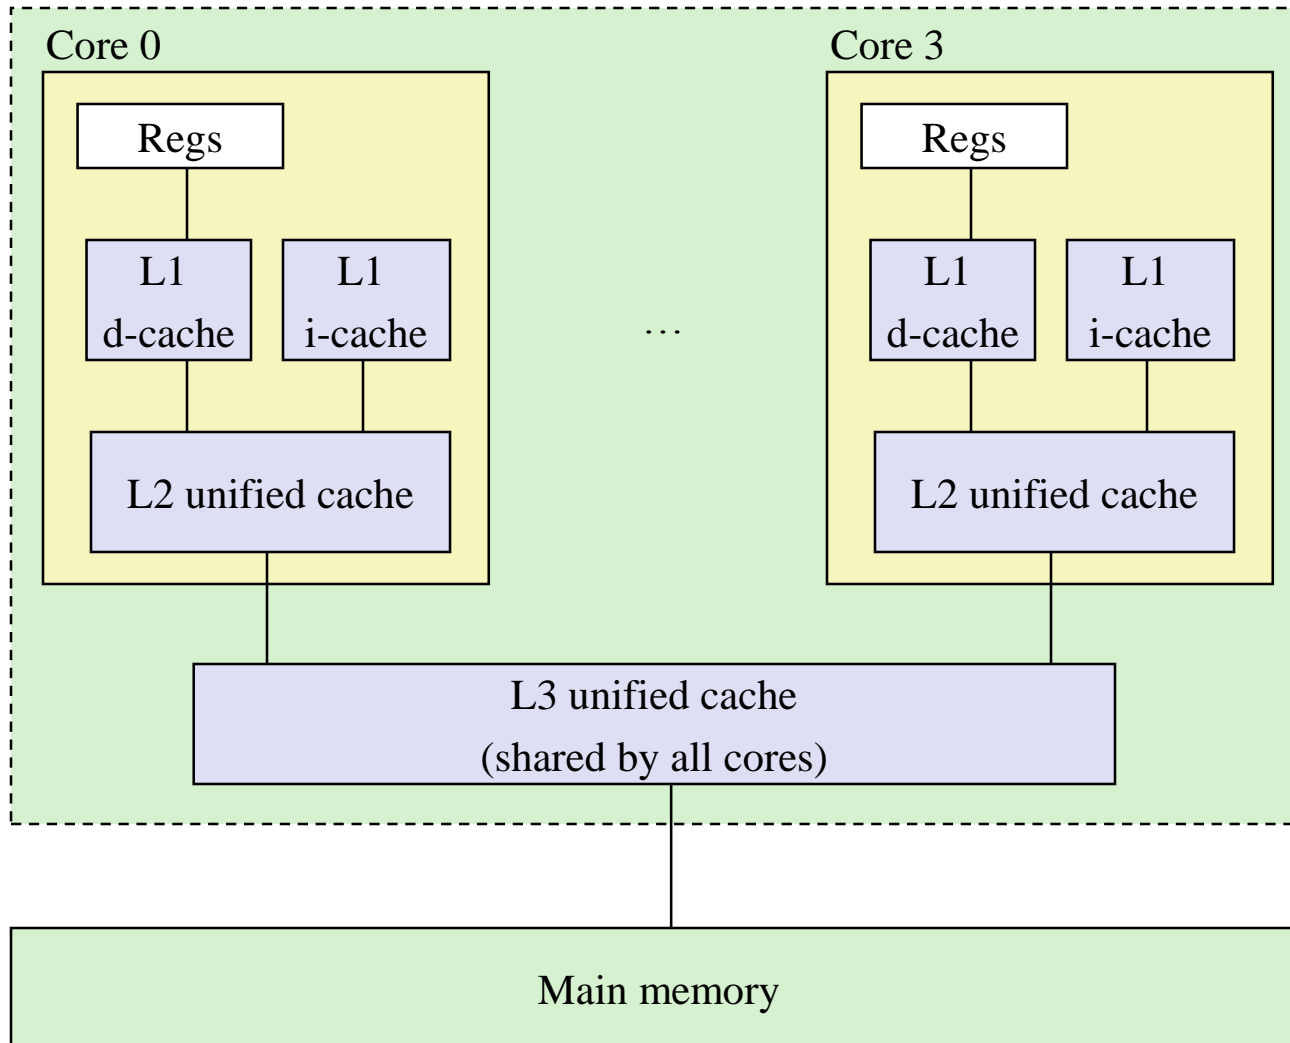 Core 0
Core 3
Regs
Regs
L1
d-cache
L1
i-cache
...
L1
d-cache
L1
i-cache
L2 unified cache
L2 unified cache
L3 unified cache
(shared by all cores)
Main memory